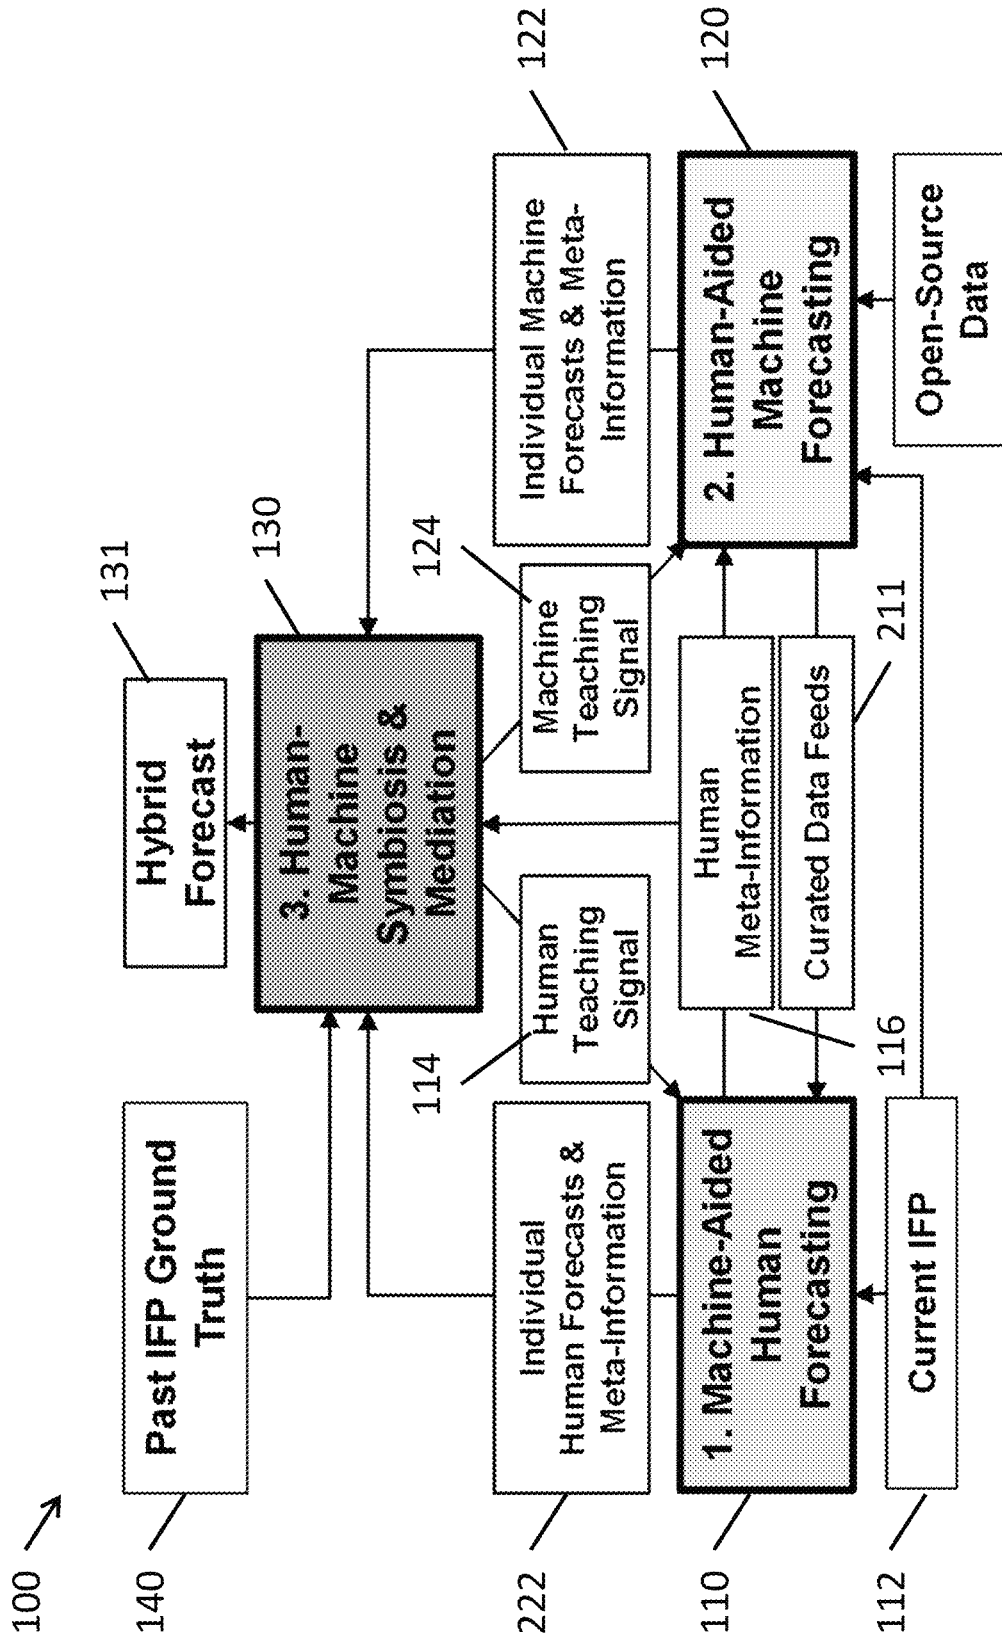 100
140
Past IFP Ground
Truth
Hybrid
Forecast
131
3. Human-
Machine
Symbiosis &
Mediation
130
222
Individual
Human Forecasts &
Meta-Information
114
Human
Teaching
Signal
Machine
Teaching
Signal
124
Individual Machine
Forecasts & Meta-
Information
122
110
1. Machine-Aided
Human
Forecasting
Human
Meta-Information
116
Curated Data Feeds
211
2. Human-Aided
Machine
Forecasting
120
112
Current IFP
Open-Source
Data